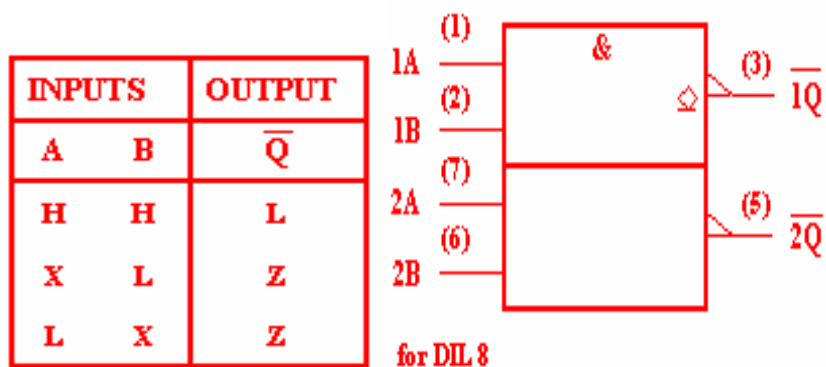 INPUTS OUTPUT
A B Q̅
H H L
X L Z
L X Z
(1)
1A
&
(2)
1B
(3)
1Q̅
(7)
2A
(6)
2B
(5)
2Q̅
for DIL 8